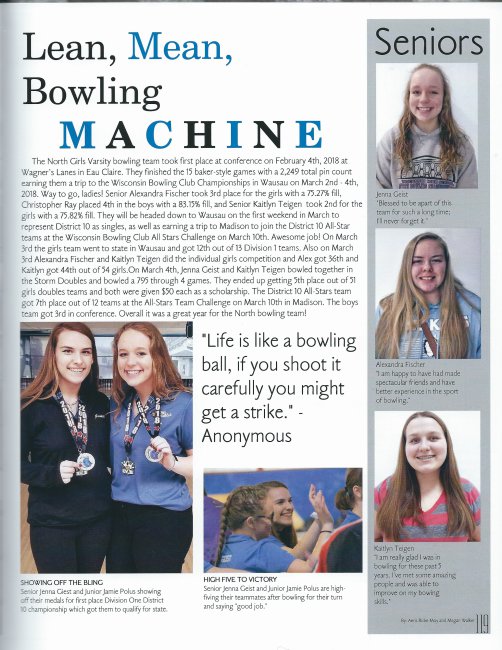 Lean, Mean,
Bowling
MACHINE
The North Girls Varsity bowling team took first place at conference on February 4th, 2018 at
Wagner's Lanes in Eau Claire. They finished the 15 baker-style games with a 2,249 total pin count
earning them a trip to the Wisconsin Bowling Club Championships in Wausau on March 2nd - 4th,
2018. Way to go, ladies! Senior Alexandra Fischer took 3rd place for the girls with a 75.27% fill,
Christopher Ray placed 4th in the boys with a 83.15% fill, and Senior Kaitlyn Teigen took 2nd for the
girls with a 75.82% fill. They will be headed down to Wausau on the first weekend in March to
represent District 10 as singles, as well as earning a trip to Madison to join the District 10 All-Star
teams at the Wisconsin Bowling Club All Stars Challenge on March 10th. Awesome job! On March
3rd the girls team went to state in Wausau and got 12th out of 13 Division 1 teams. Also on March
3rd Alexandra Fischer and Kaitlyn Teigen did the individual girls competition and Alex got 36th and
Kaitlyn got 44th out of 54 girls.On March 4th, Jenna Geist and Kaitlyn Teigen bowled together in
the Storm Doubles and bowled a 795 through 4 games. They ended up getting 5th place out of 51
girls doubles teams and both were given $50 each as a scholarship. The District 10 All-Stars team
got 7th place out of 12 teams at the All-Stars Team Challenge on March 10th in Madison. The boys
team got 3rd in conference. Overall it was a great year for the North bowling team!
"Life is like a bowling
ball, if you shoot it
carefully you might
get a strike." -
Anonymous
SHOWING OFF THE BLING
Senior Jenna Geist and Junior Jamie Polus showing
off their medals for first place Division One District
10 championship which got them to qualify for state.
HIGH FIVE TO VICTORY
Senior Jenna Geist and Junior Jamie Polus are high-
fiving their teammates after bowling for their turn
and saying "good job."
Seniors
Jenna Geist
"Blessed to be apart of this
team for such a long time;
I'll never forget it."
Alexandra Fischer
"I am happy to have had made
spectacular friends and have
better experience in the sport
of bowling."
Kaitlyn Teigen
"I am really glad I was in
bowling for these past 5
years. I've met some amazing
people and was able to
improve on my bowling
skills."
and Megan Walker
119